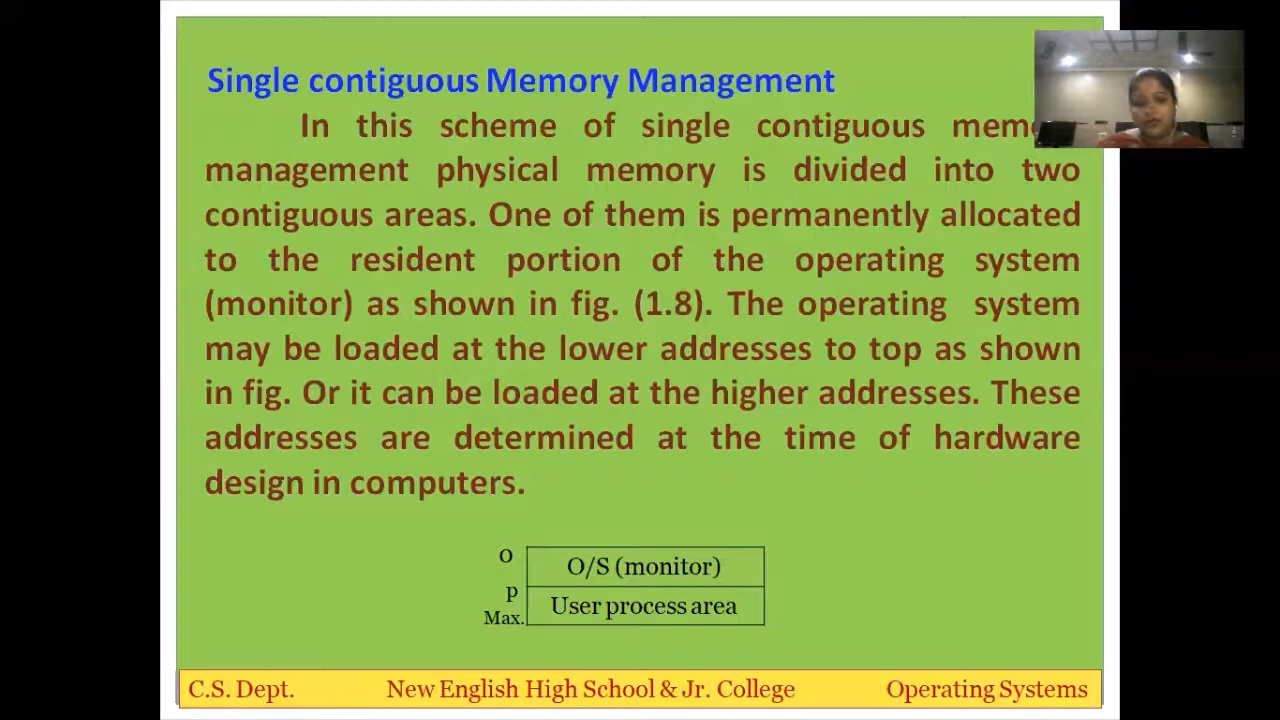 Single contiguous Memory Management
In this scheme of single contiguous
management physical memory is divided into two
contiguous areas. One of them is permanently allocated
to the resident portion of the operating system
(monitor) as shown in fig. (1.8). The operating system
may be loaded at the lower addresses to top as shown
in fig. Or it can be loaded at the higher addresses. These
addresses are determined at the time of hardware
design in computers.
0 O/S (monitor)
p User process area
Max.
C.S. Dept. New English High School & Jr. College Operating Systems